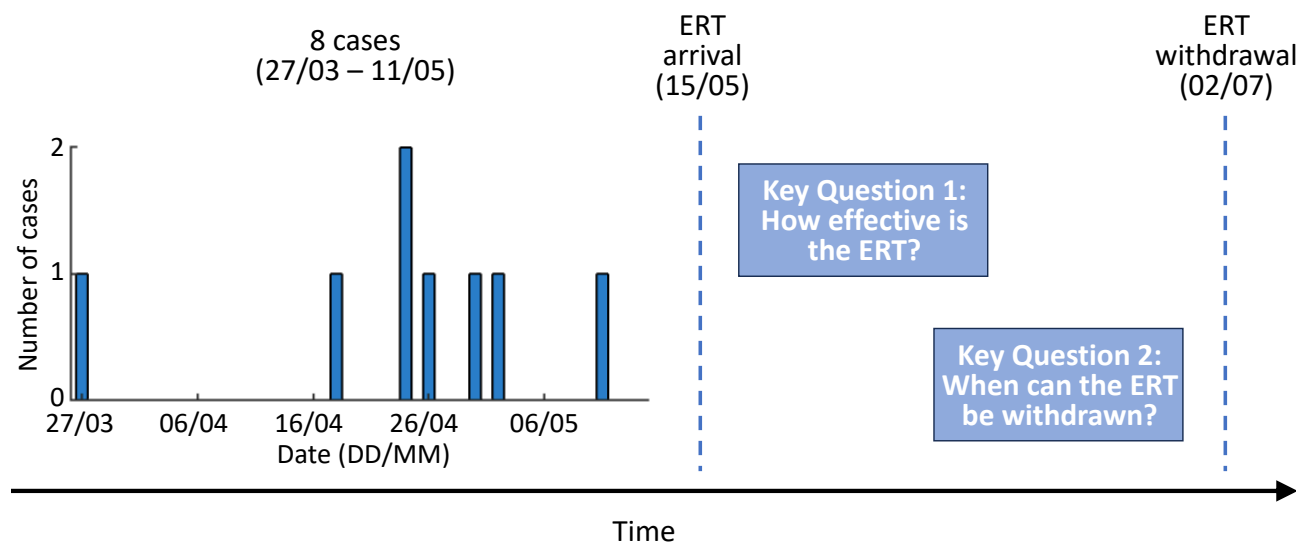 8 cases
(27/03 – 11/05)
ERT
arrival
(15/05)
ERT
withdrawal
(02/07)
Number of cases
2
1
0
27/03 06/04 16/04 26/04 06/05
Date (DD/MM)
Key Question 1:
How effective is
the ERT?
Key Question 2:
When can the ERT
be withdrawn?
Time